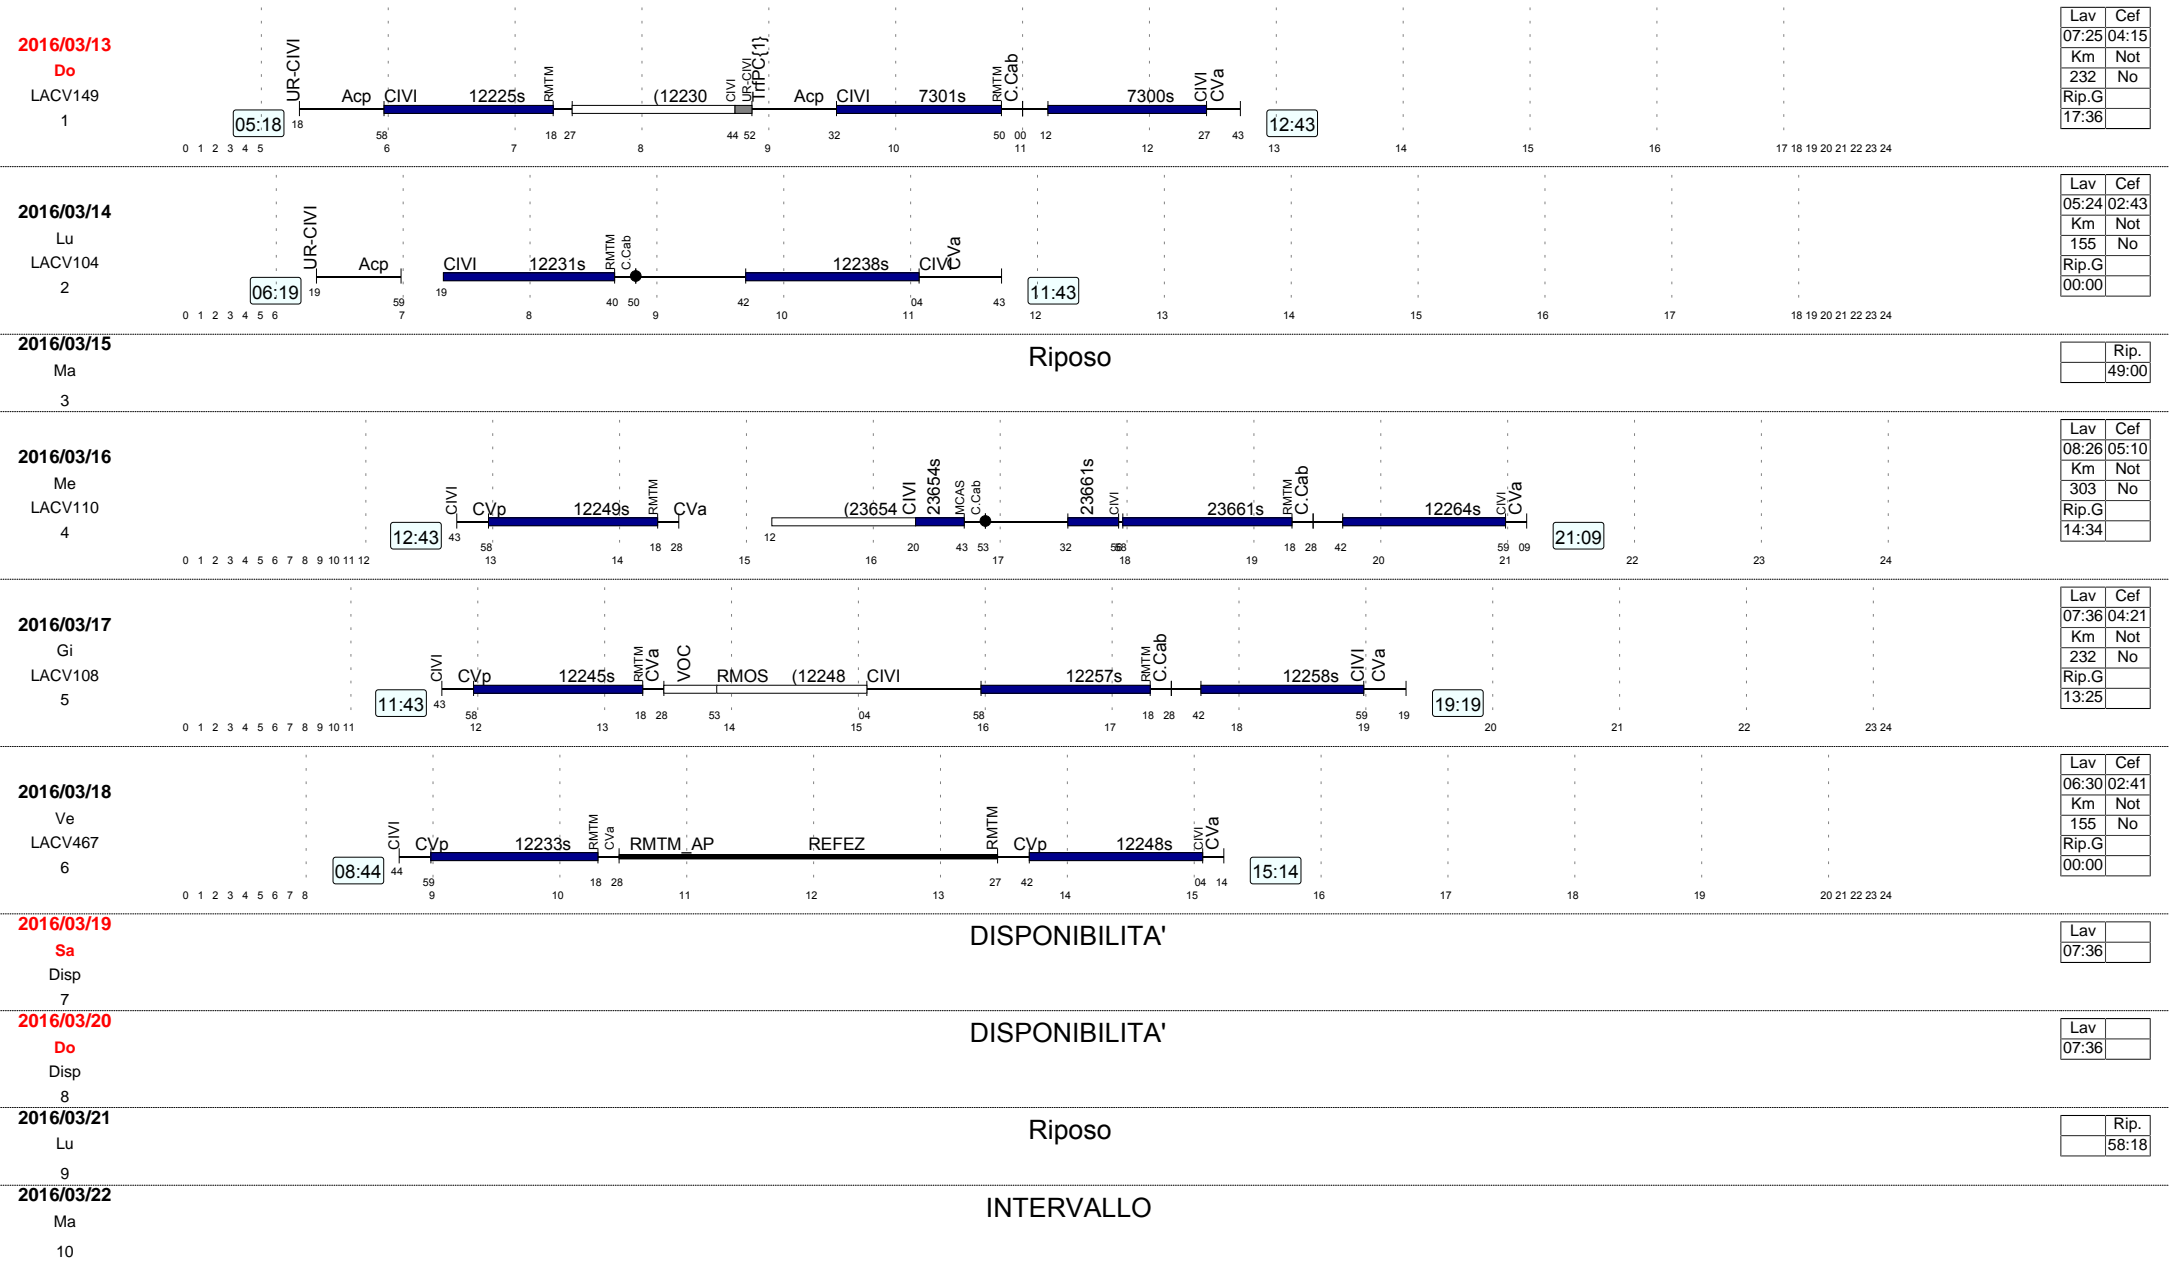 2016/03/13
Do
LACV149
1
05:18
UR-CIVI Acp CIVI 12225s RMTM (12230 CIVI UR-CIVI TrfPC{1} Acp CIVI 7301s RMTM C.Cab 7300s CIVI CVa
18 58 18 27 44 52 32 50 00 12 27 43
12:43
0 1 2 3 4 5 6 7 8 9 10 11 12 13 14 15 16 17 18 19 20 21 22 23 24
Lav Cef
07:25 04:15
Km Not
232 No
Rip.G
17:36
2016/03/14
Lu
LACV104
2
06:19
UR-CIVI Acp CIVI 12231s RMTM C.Cab 12238s CIVI CVa
19 59 19 40 50 42 04 43
11:43
0 1 2 3 4 5 6 7 8 9 10 11 12 13 14 15 16 17 18 19 20 21 22 23 24
Lav Cef
05:24 02:43
Km Not
155 No
Rip.G
00:00
2016/03/15
Ma
3
Riposo
Rip.
49:00
2016/03/16
Me
LACV110
4
12:43
CIVI CVp 12249s RMTM CVa (23654 CIVI 23654s MCAS C.Cab 23661s CIVI 23661s RMTM C.Cab 12264s CIVI CVa
43 58 18 28 12 20 43 53 32 56 58 18 28 42 59 09
21:09
0 1 2 3 4 5 6 7 8 9 10 11 12 13 14 15 16 17 18 19 20 21 22 23 24
Lav Cef
08:26 05:10
Km Not
303 No
Rip.G
14:34
2016/03/17
Gi
LACV108
5
11:43
CIVI CVp 12245s RMTM CVa VOC RMOS (12248 CIVI 12257s RMTM C.Cab 12258s CIVI CVa
43 58 18 28 53 04 58 18 28 42 59 19
19:19
0 1 2 3 4 5 6 7 8 9 10 11 12 13 14 15 16 17 18 19 20 21 22 23 24
Lav Cef
07:36 04:21
Km Not
232 No
Rip.G
13:25
2016/03/18
Ve
LACV467
6
08:44
CIVI CVp 12233s RMTM CVa RMTM_AP REFEZ RMTM CVp 12248s CIVI CVa
44 59 18 28 27 42 04 14
15:14
0 1 2 3 4 5 6 7 8 9 10 11 12 13 14 15 16 17 18 19 20 21 22 23 24
Lav Cef
06:30 02:41
Km Not
155 No
Rip.G
00:00
2016/03/19
Sa
Disp
7
DISPONIBILITA'
Lav
07:36
2016/03/20
Do
Disp
8
DISPONIBILITA'
Lav
07:36
2016/03/21
Lu
9
Riposo
Rip.
58:18
2016/03/22
Ma
10
INTERVALLO